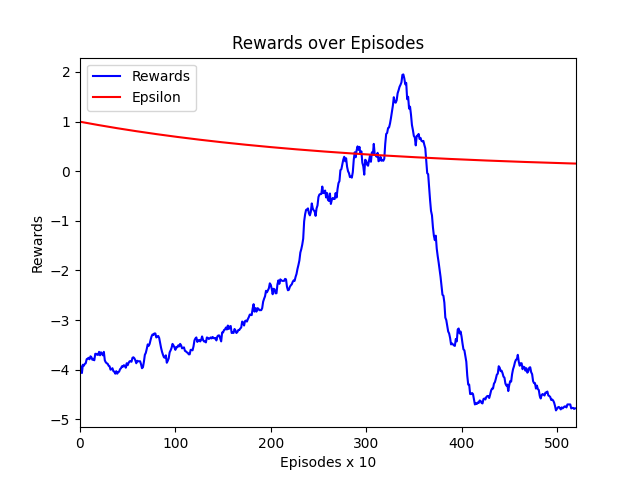 Rewards over Episodes
Rewards
Epsilon
2
1
0
−1
−2
−3
−4
−5
Rewards
0 100 200 300 400 500
Episodes x 10